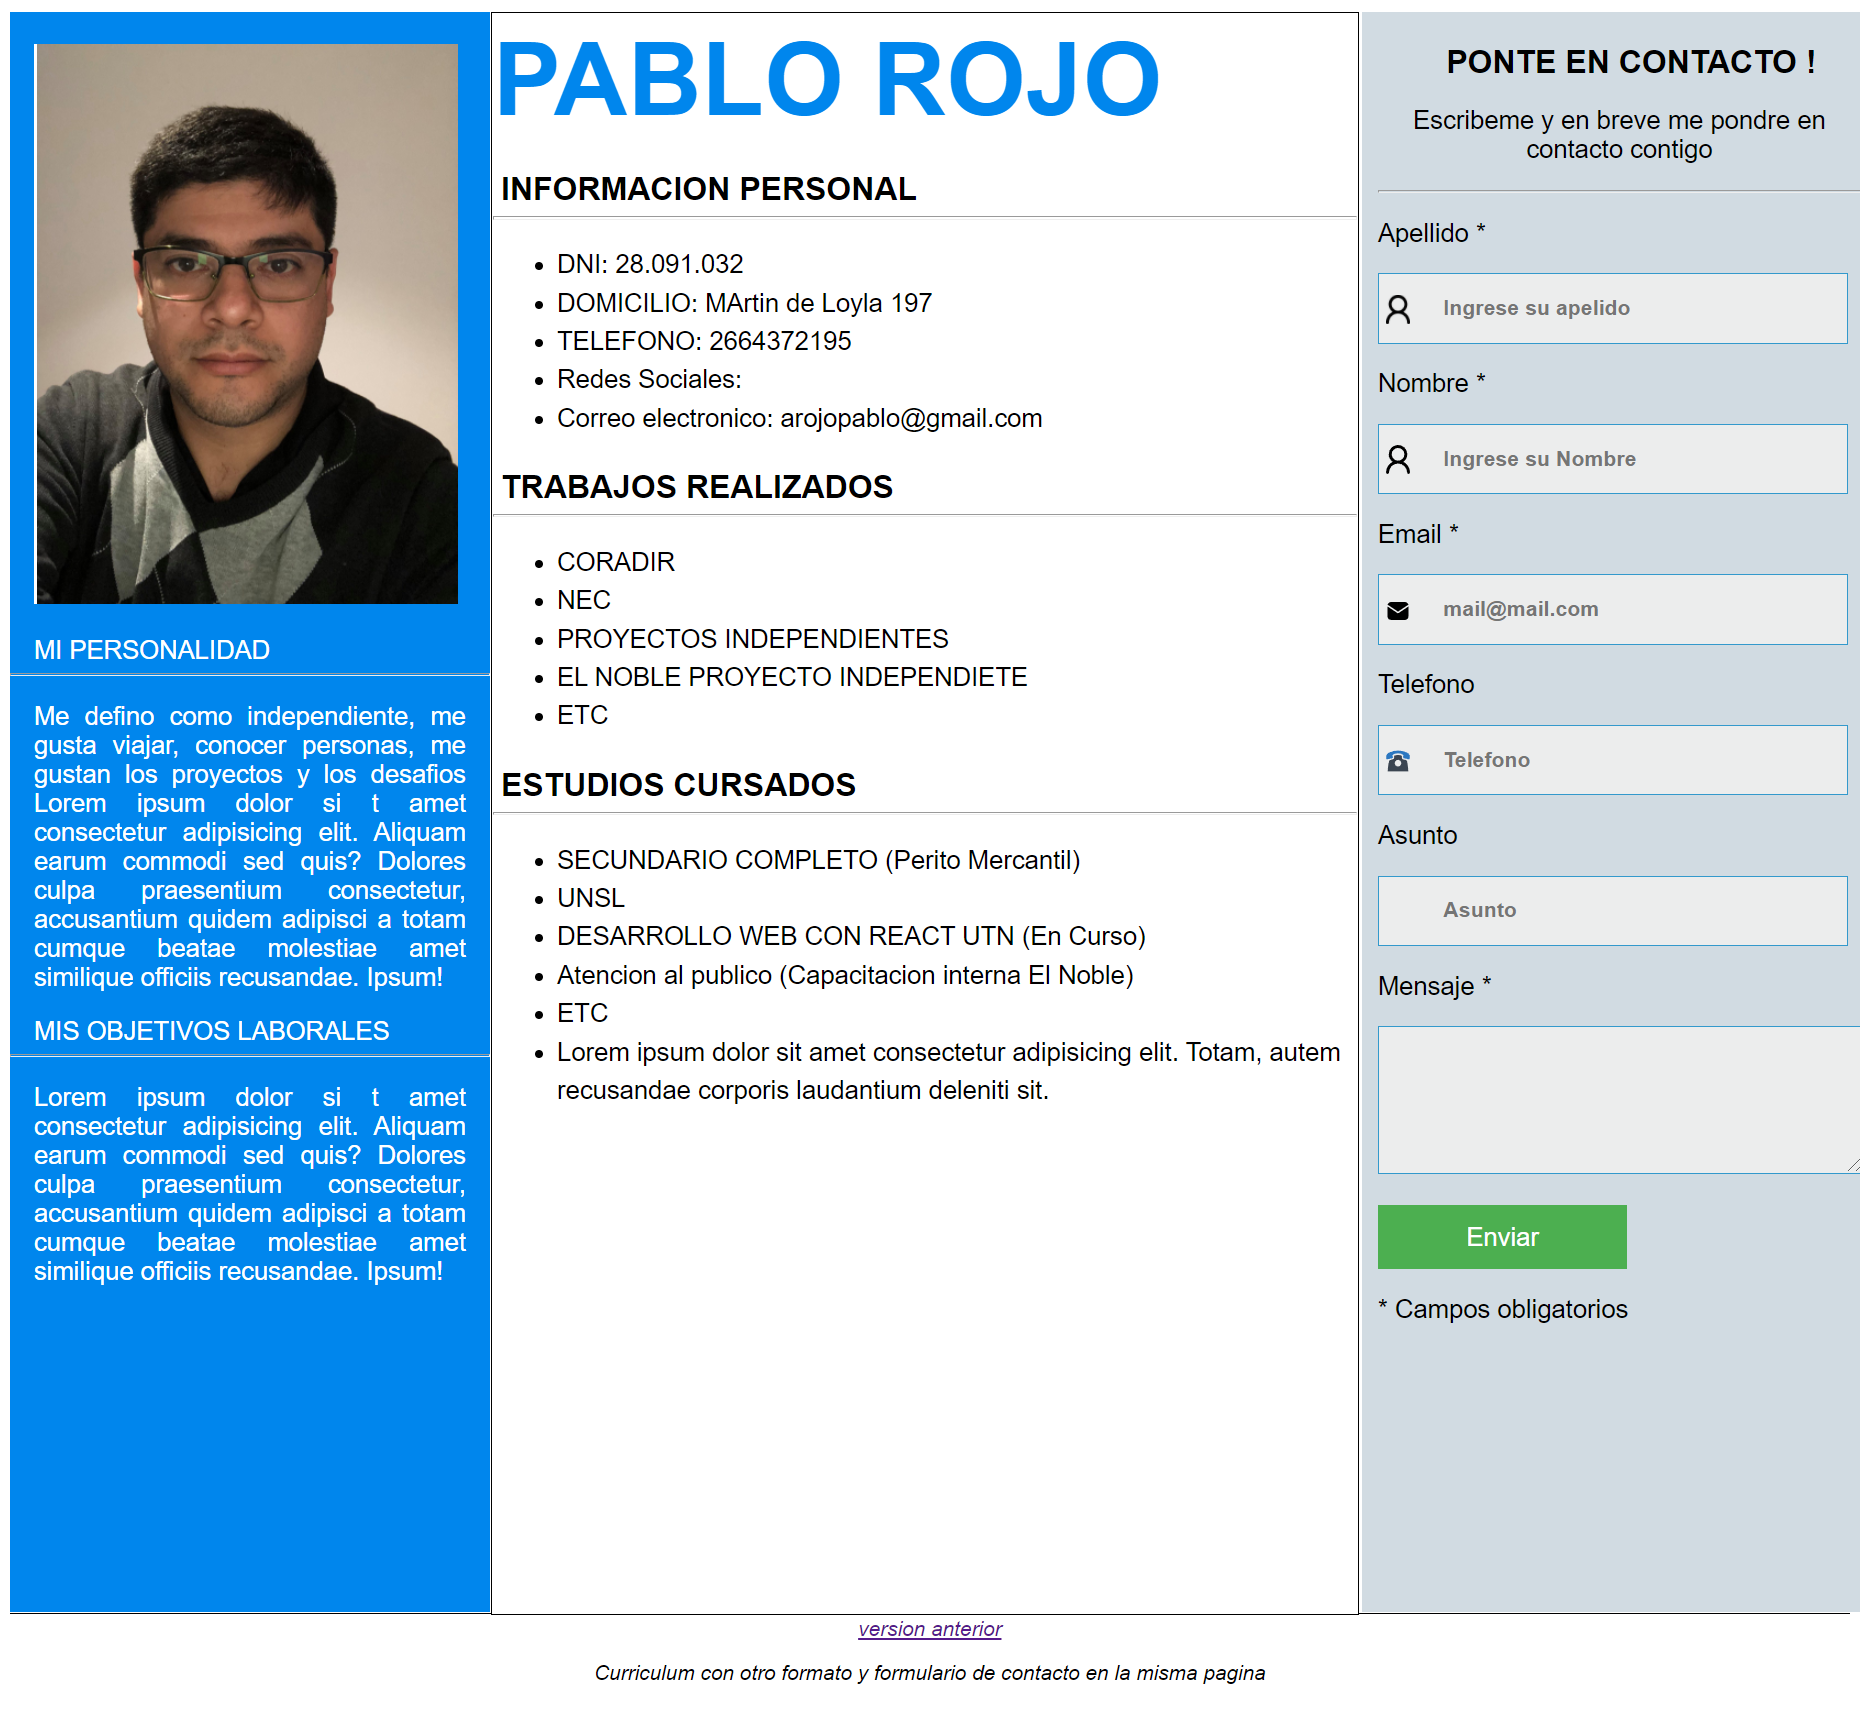 MI PERSONALIDAD
Me defino como independiente, me
gusta viajar, conocer personas, me
gustan los proyectos y los desafios
Lorem ipsum dolor si t amet
consectetur adipisicing elit. Aliquam
earum commodi sed quis? Dolores
culpa praesentium consectetur,
accusantium quidem adipisci a totam
cumque beatae molestiae amet
similique officiis recusandae. Ipsum!
MIS OBJETIVOS LABORALES
Lorem ipsum dolor si t amet
consectetur adipisicing elit. Aliquam
earum commodi sed quis? Dolores
culpa praesentium consectetur,
accusantium quidem adipisci a totam
cumque beatae molestiae amet
similique officiis recusandae. Ipsum!
PABLO ROJO
INFORMACION PERSONAL
• DNI: 28.091.032
• DOMICILIO: MArtin de Loyla 197
• TELEFONO: 2664372195
• Redes Sociales:
• Correo electronico: arojopablo@gmail.com
TRABAJOS REALIZADOS
• CORADIR
• NEC
• PROYECTOS INDEPENDIENTES
• EL NOBLE PROYECTO INDEPENDIETE
• ETC
ESTUDIOS CURSADOS
• SECUNDARIO COMPLETO (Perito Mercantil)
• UNSL
• DESARROLLO WEB CON REACT UTN (En Curso)
• Atencion al publico (Capacitacion interna El Noble)
• ETC
• Lorem ipsum dolor sit amet consectetur adipisicing elit. Totam, autem
recusandae corporis laudantium deleniti sit.
PONTE EN CONTACTO !
Escribeme y en breve me pondre en
contacto contigo
Apellido *
Ingrese su apelido
Nombre *
Ingrese su Nombre
Email *
mail@mail.com
Telefono
Telefono
Asunto
Asunto
Mensaje *
Enviar
* Campos obligatorios
version anterior
Curriculum con otro formato y formulario de contacto en la misma pagina